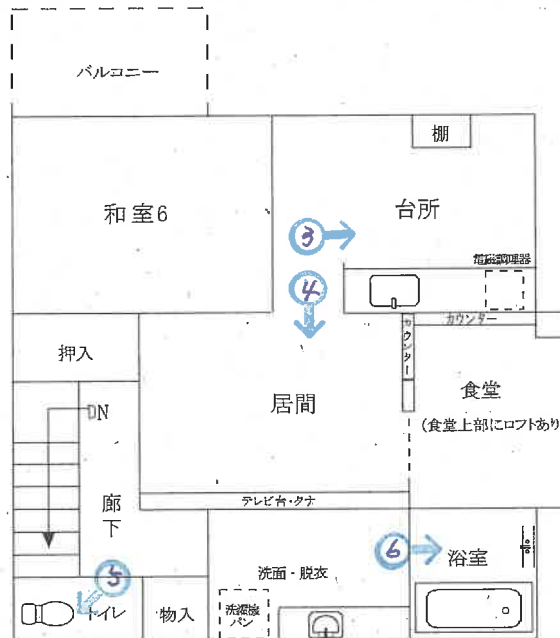 バルコニー
棚
和室6
台所
③
電磁調理器
④
カウンター
カウンター
押入
居間
食堂
(食堂上部にロフトあり
DN
テレビ台・タナ
廊下
⑥
浴室
洗面・脱衣
⑤
トイレ
物入
洗濯機
パン